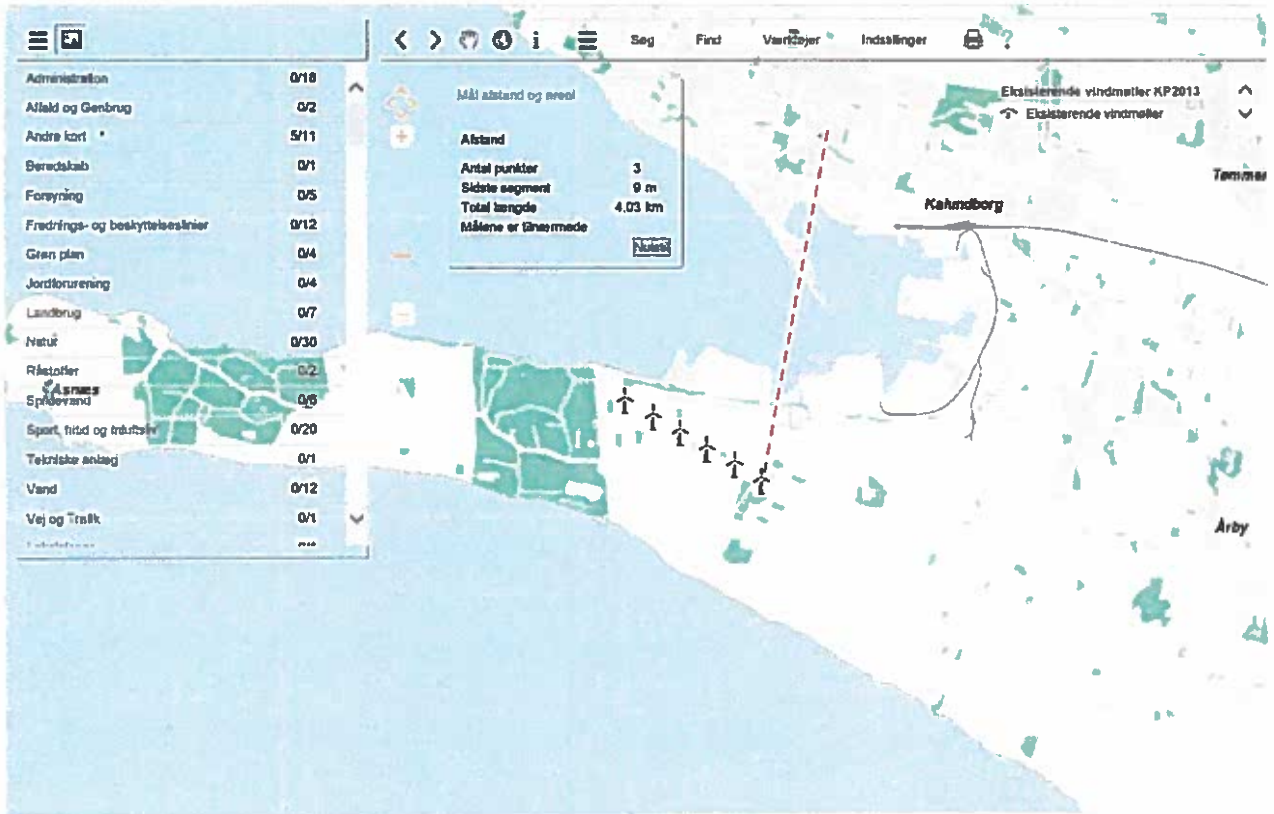 Søg Find Værktøjer Indstillinger ?
Administration 0/18
Affald og Genbrug 0/2
Andre kort * 5/11
Beredskab 0/1
Forsyning 0/5
Frednings- og beskyttelseslinier 0/12
Grøn plan 0/4
Jordforurening 0/4
Landbrug 0/7
Natur 0/30
Råstoffer 0/2
Spildevand 0/6
Sport, fritid og friluftsliv 0/20
Tekniske anlæg 0/1
Vand 0/12
Vej og Trafik 0/1
Mål afstand og areal
Afstand
Antal punkter 3
Sidste segment 9 m
Total længde 4.03 km
Målene er tilnærmede
Eksisterende vindmøller KP2013
Eksisterende vindmøller
Kalundborg
Asnæs
Årby